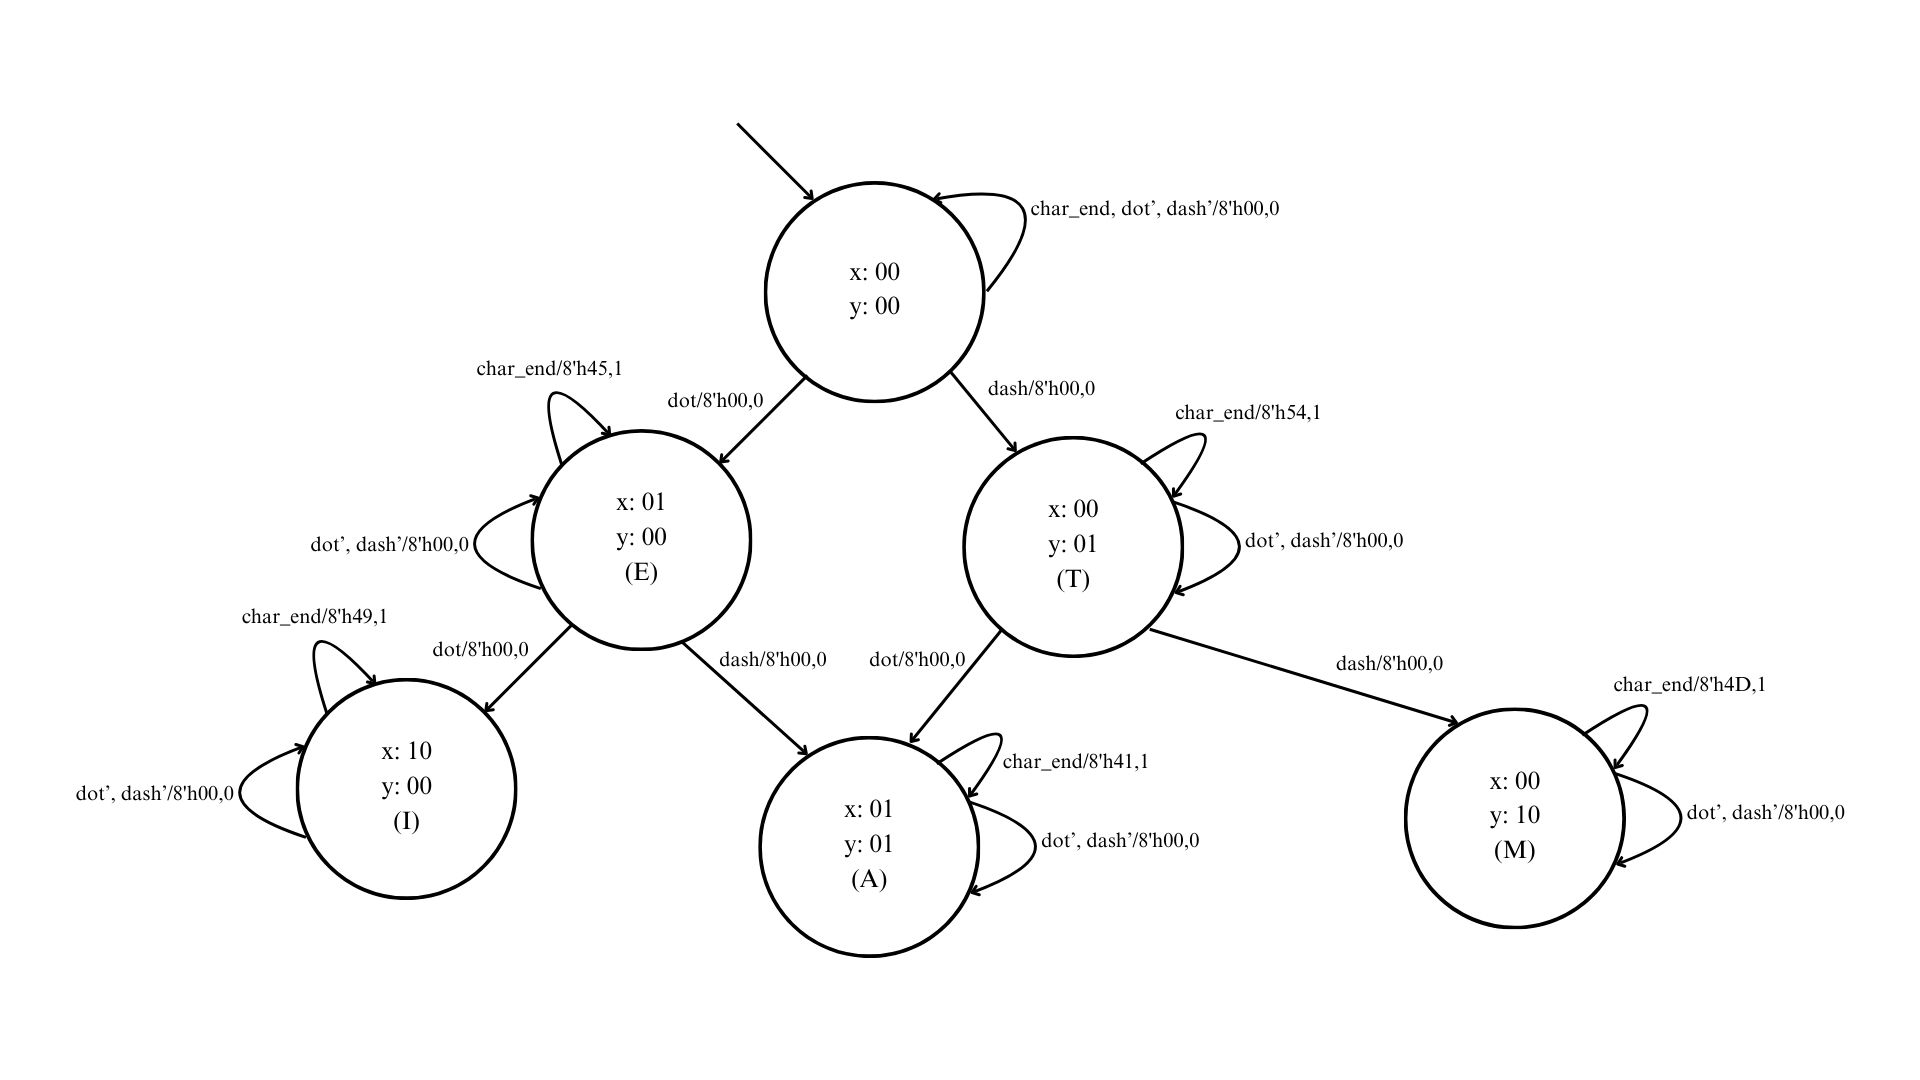 char_end, dot’, dash’/8'h00,0
x: 00
y: 00
char_end/8'h45,1
dot/8'h00,0
dash/8'h00,0
char_end/8'h54,1
x: 01
y: 00
(E)
dot’, dash’/8'h00,0
x: 00
y: 01
(T)
dot’, dash’/8'h00,0
char_end/8'h49,1
dot/8'h00,0
dash/8'h00,0
dot/8'h00,0
dash/8'h00,0
char_end/8'h4D,1
x: 10
y: 00
(I)
dot’, dash’/8'h00,0
char_end/8'h41,1
x: 01
y: 01
(A)
dot’, dash’/8'h00,0
x: 00
y: 10
(M)
dot’, dash’/8'h00,0